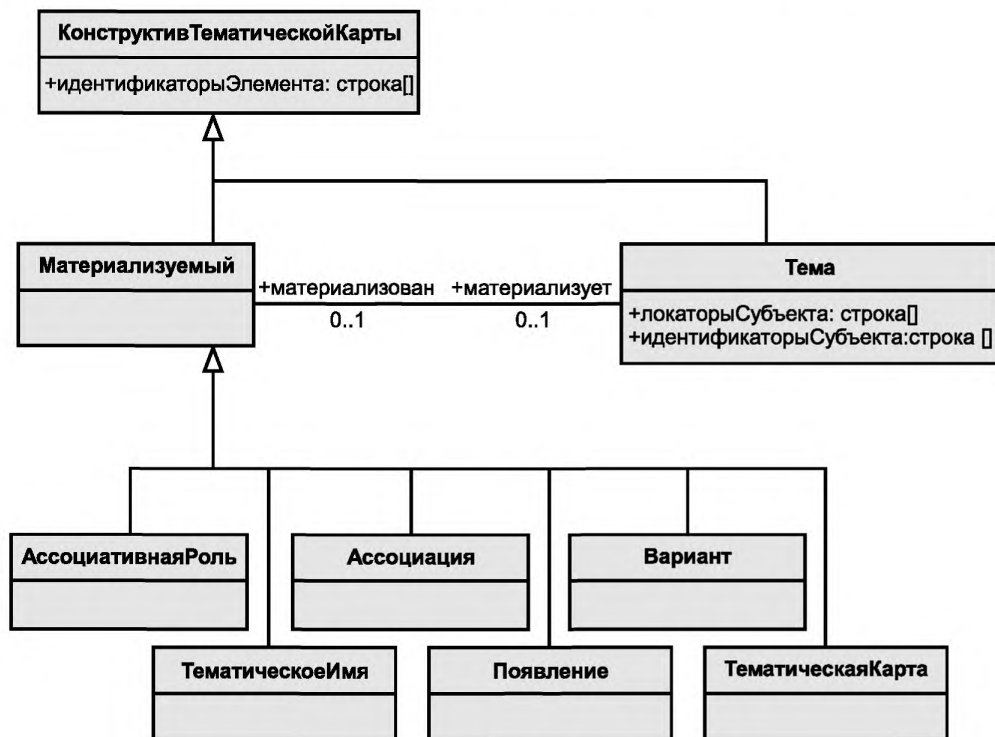 КонструктивТематическойКарты
+идентификаторыЭлемента: строка[]
Материализуемый
+материализован
0..1
+материализует
0..1
Тема
+локаторыСубъекта: строка[]
+идентификаторыСубъекта:строка []
АссоциативнаяРоль
Ассоциация
Вариант
ТематическоеИмя
Появление
ТематическаяКарта